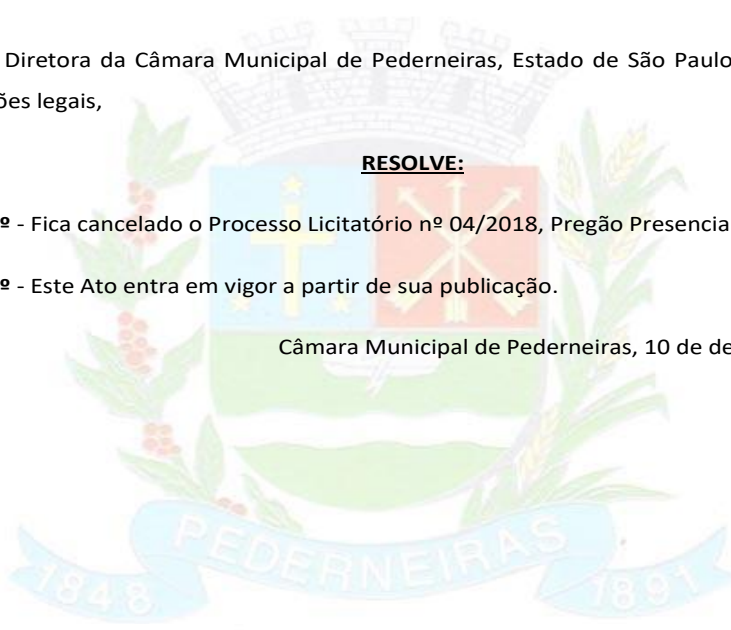 Diretora da Câmara Municipal de Pederneiras, Estado de São Paulo
ões legais,
RESOLVE:
º - Fica cancelado o Processo Licitatório nº 04/2018, Pregão Presencia
º - Este Ato entra em vigor a partir de sua publicação.
Câmara Municipal de Pederneiras, 10 de de
PEDERNEIRAS
1848 1891